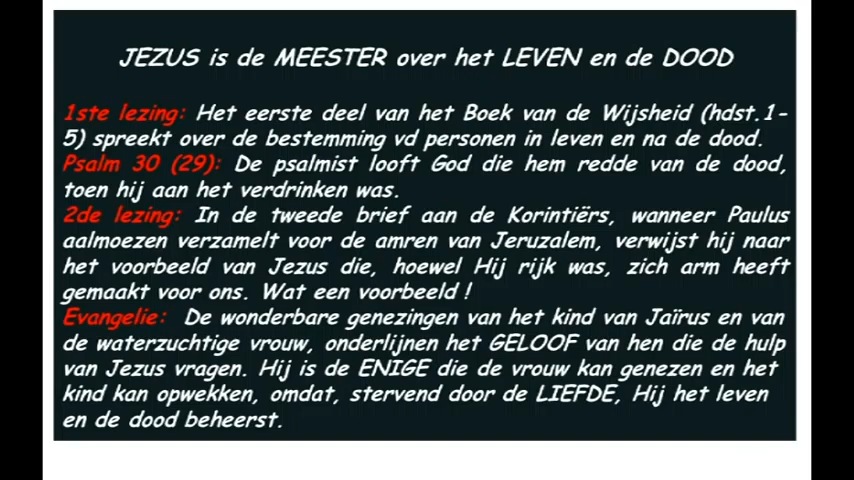 JEZUS is de MEESTER over het LEVEN en de DOOD
1ste lezing: Het eerste deel van het Boek van de Wijsheid (hdst.1-
5) spreekt over de bestemming vd personen in leven en na de dood.
Psalm 30 (29): De psalmist looft God die hem redde van de dood,
toen hij aan het verdrinken was.
2de lezing: In de tweede brief aan de Korintiërs, wanneer Paulus
aalmoezen verzamelt voor de amren van Jeruzalem, verwijst hij naar
het voorbeeld van Jezus die, hoewel Hij rijk was, zich arm heeft
gemaakt voor ons. Wat een voorbeeld !
Evangelie: De wonderbare genezingen van het kind van Jaïrus en van
de waterzuchtige vrouw, onderlijnen het GELOOF van hen die de hulp
van Jezus vragen. Hij is de ENIGE die de vrouw kan genezen en het
kind kan opwekken, omdat, stervend door de LIEFDE, Hij het leven
en de dood beheerst.